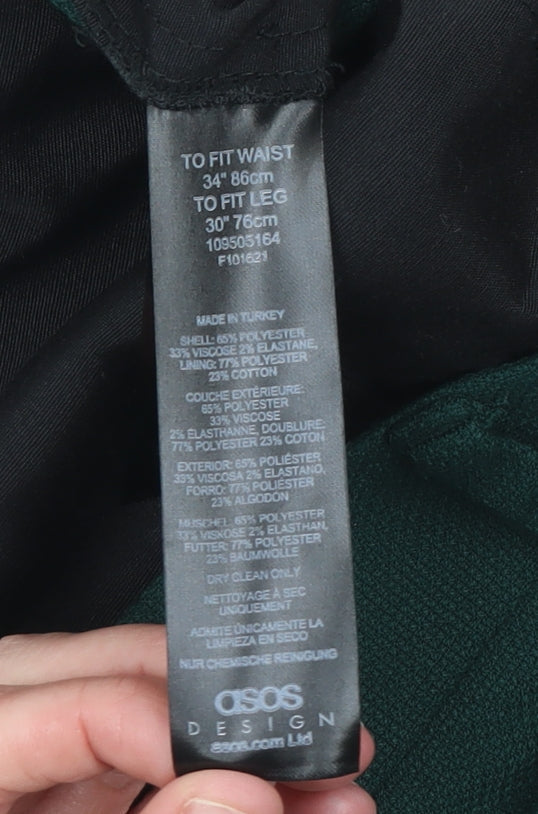 TO FIT WAIST
34" 86cm
TO FIT LEG
30" 76cm
109505164
F101621
MADE IN TURKEY
SHELL: 65% POLYESTER
33% VISCOSE 2% ELASTANE,
LINING: 77% POLYESTER
23% COTTON
COUCHE EXTÉRIEURE:
65% POLYESTER
33% VISCOSE
2% ÉLASTHANNE, DOUBLURE:
77% POLYESTER 23% COTON
EXTERIOR: 65% POLIÉSTER
33% VISCOSA 2% ELASTANO,
FORRO: 77% POLIÉSTER
23% ALGODÓN
MUSCHEL: 65% POLYESTER
33% VISKOSE 2% ELASTHAN,
FUTTER: 77% POLYESTER
23% BAUMWOLLE
DRY CLEAN ONLY
NETTOYAGE À SEC
UNIQUEMENT
ADMITE ÚNICAMENTE LA
LIMPIEZA EN SECO
NUR CHEMISCHE REINIGUNG
asos
DESIGN
asos.com Ltd